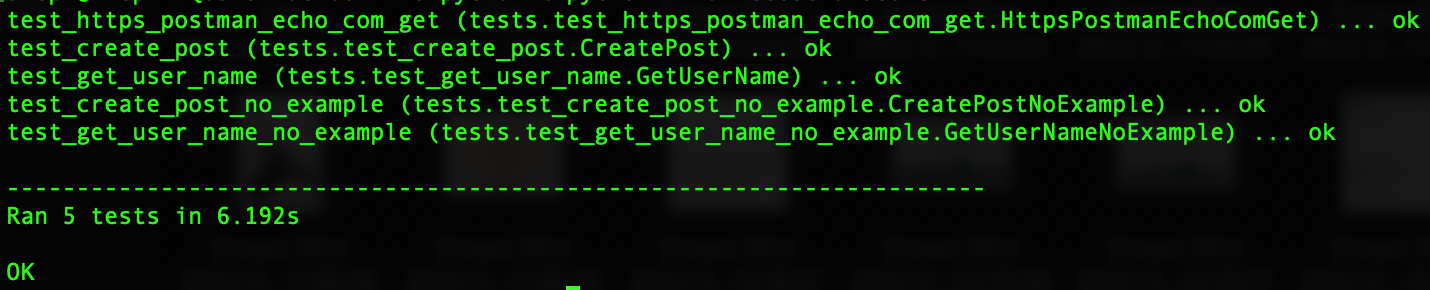 test_https_postman_echo_com_get (tests.test_https_postman_echo_com_get.HttpsPostmanEchoComGet) ... ok
test_create_post (tests.test_create_post.CreatePost) ... ok
test_get_user_name (tests.test_get_user_name.GetUserName) ... ok
test_create_post_no_example (tests.test_create_post_no_example.CreatePostNoExample) ... ok
test_get_user_name_no_example (tests.test_get_user_name_no_example.GetUserNameNoExample) ... ok
----------------------------------------------------------------------
Ran 5 tests in 6.192s
OK